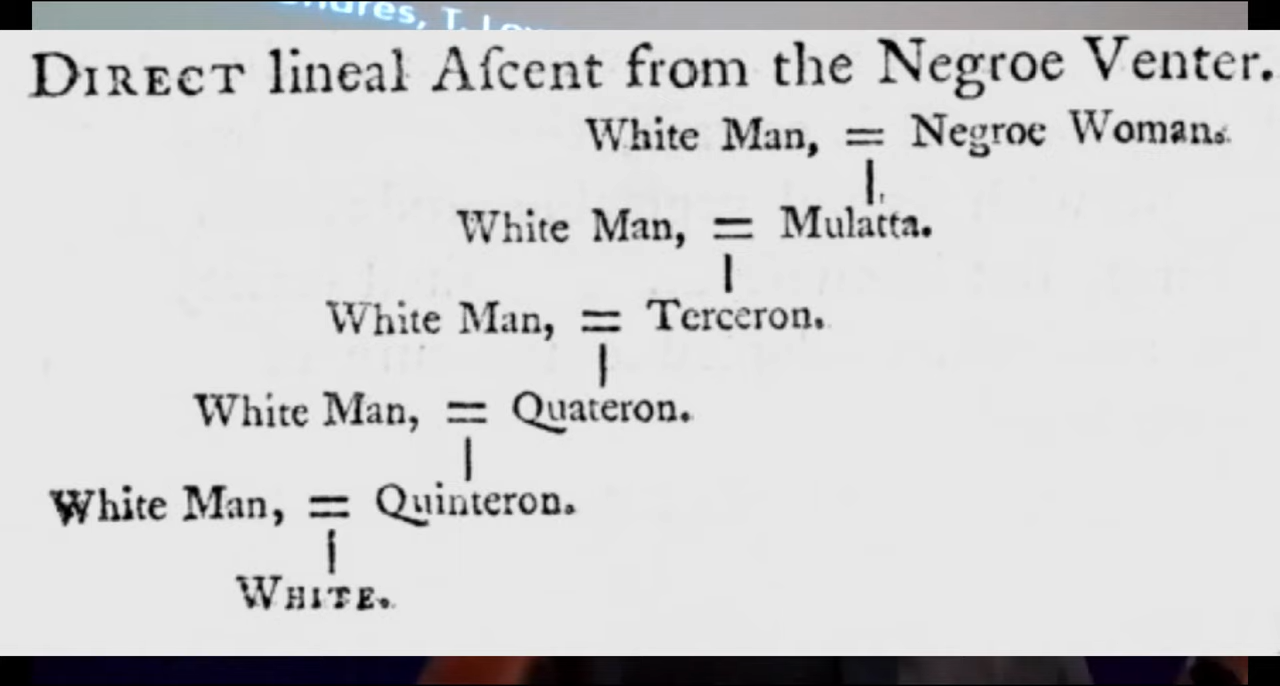 DIRECT lineal Aſcent from the Negroe Venter.
White Man, = Negroe Woman.
White Man, = Mulatta.
White Man, = Terceron.
White Man, = Quateron.
White Man, = Quinteron.
WHITE.